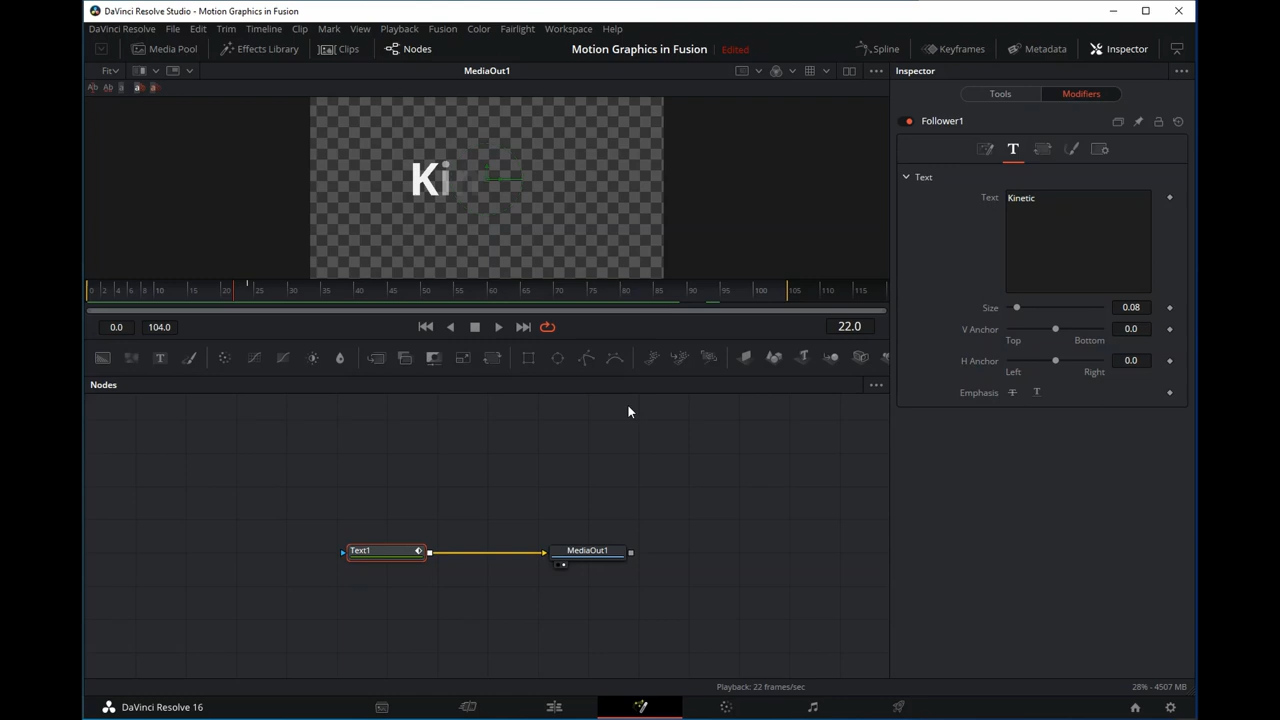 DaVinci Resolve Studio - Motion Graphics in Fusion
DaVinci Resolve File Edit Trim Timeline Clip Mark View Playback Fusion Color Fairlight Workspace Help
Media Pool Effects Library Clips Nodes Motion Graphics in Fusion Edited Spline Keyframes Metadata Inspector
Fit MediaOut1 Inspector
Tools Modifiers
Follower1
Ki
T
Text
Text Kinetic
0 2 4 6 8 10 15 20 25 30 35 40 45 50 55 60 65 70 75 80 85 90 95 100 105 110 115
Size 0.08
0.0 104.0 22.0
V Anchor 0.0
Top Bottom
H Anchor 0.0
Left Right
Nodes
Emphasis T T
Text1 MediaOut1
Playback: 22 frames/sec 28% - 4507 MB
DaVinci Resolve 16